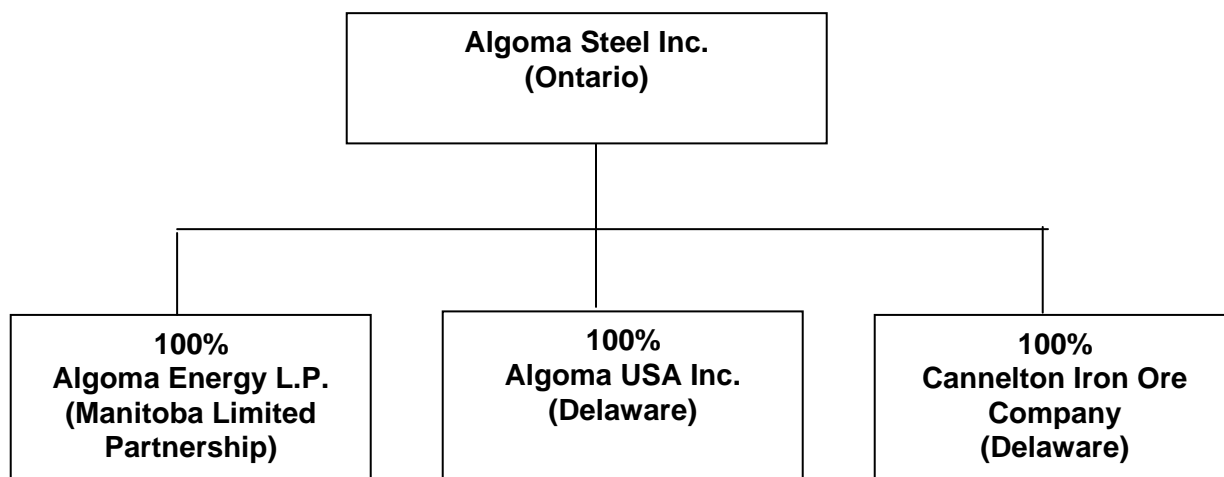 Algoma Steel Inc.
(Ontario)
100%
Algoma Energy L.P.
(Manitoba Limited
Partnership)
100%
Algoma USA Inc.
(Delaware)
100%
Cannelton Iron Ore
Company
(Delaware)